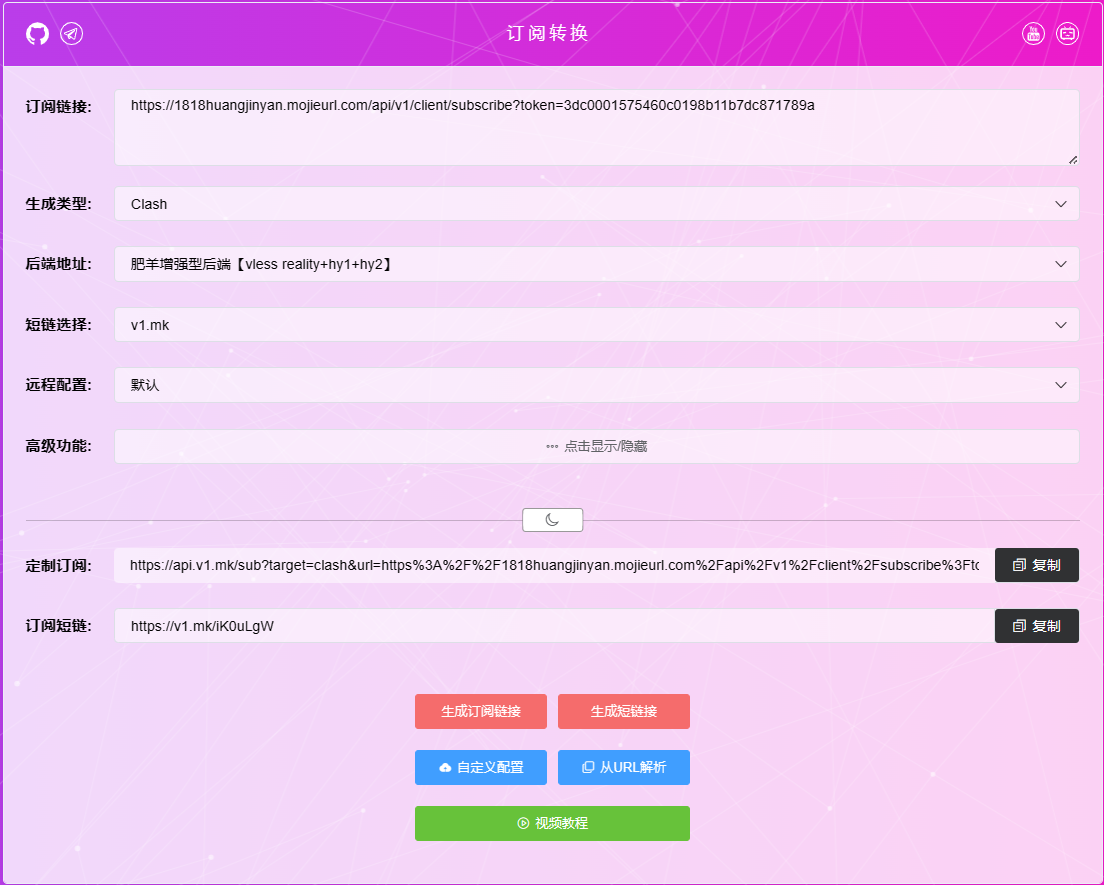 订阅转换
订阅链接:
https://1818huangjinyan.mojieurl.com/api/v1/client/subscribe?token=3dc0001575460c0198b11b7dc871789a
生成类型:
Clash
后端地址:
肥羊增强型后端【vless reality+hy1+hy2】
短链选择:
v1.mk
远程配置:
默认
高级功能:
··· 点击显示/隐藏
定制订阅:
https://api.v1.mk/sub?target=clash&url=https%3A%2F%2F1818huangjinyan.mojieurl.com%2Fapi%2Fv1%2Fclient%2Fsubscribe%3Ftc
复制
订阅短链:
https://v1.mk/iK0uLgW
复制
生成订阅链接 生成短链接
自定义配置 从URL解析
视频教程